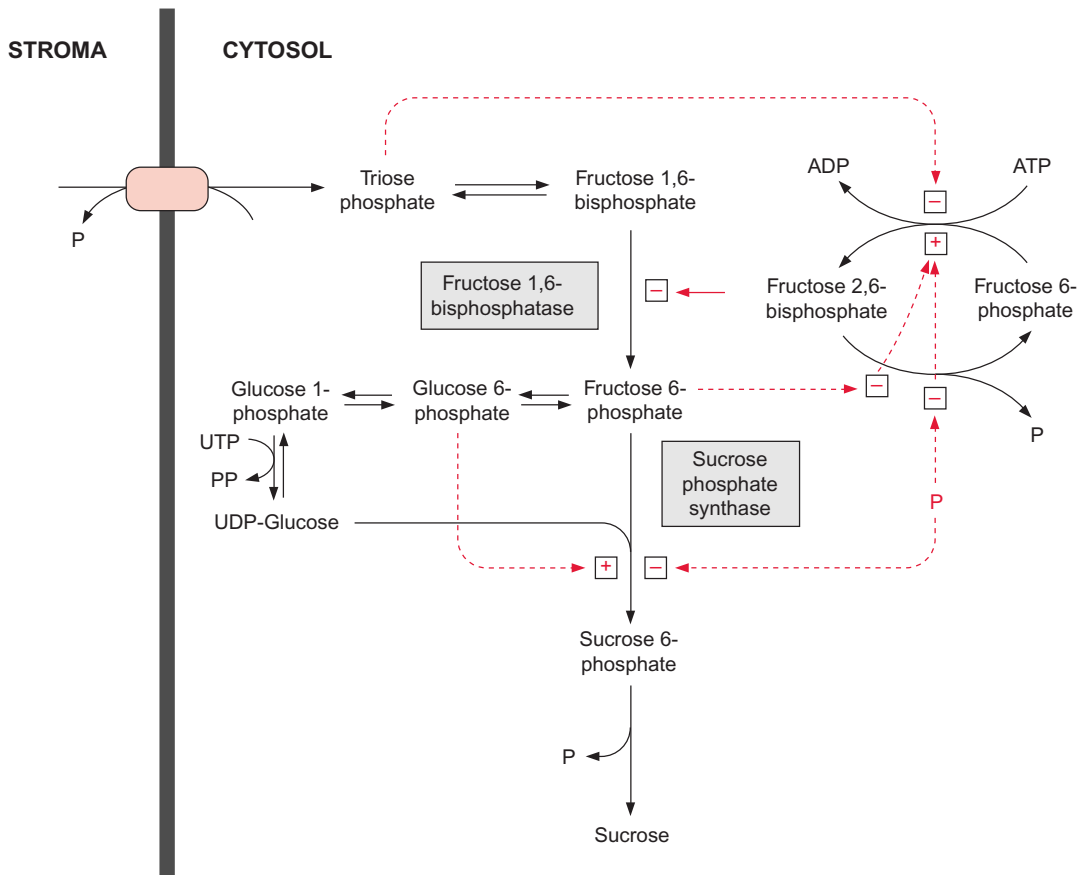 STROMA
CYTOSOL
ADP
ATP
Triose
phosphate
Fructose 1,6-
bisphosphate
−
P
+
Fructose 1,6-
bisphosphatase
−
Fructose 2,6-
bisphosphate
Fructose 6-
phosphate
Glucose 1-
phosphate
Glucose 6-
phosphate
Fructose 6-
phosphate
−
−
P
UTP
PP
Sucrose
phosphate
synthase
P
UDP-Glucose
+
−
Sucrose 6-
phosphate
P
Sucrose